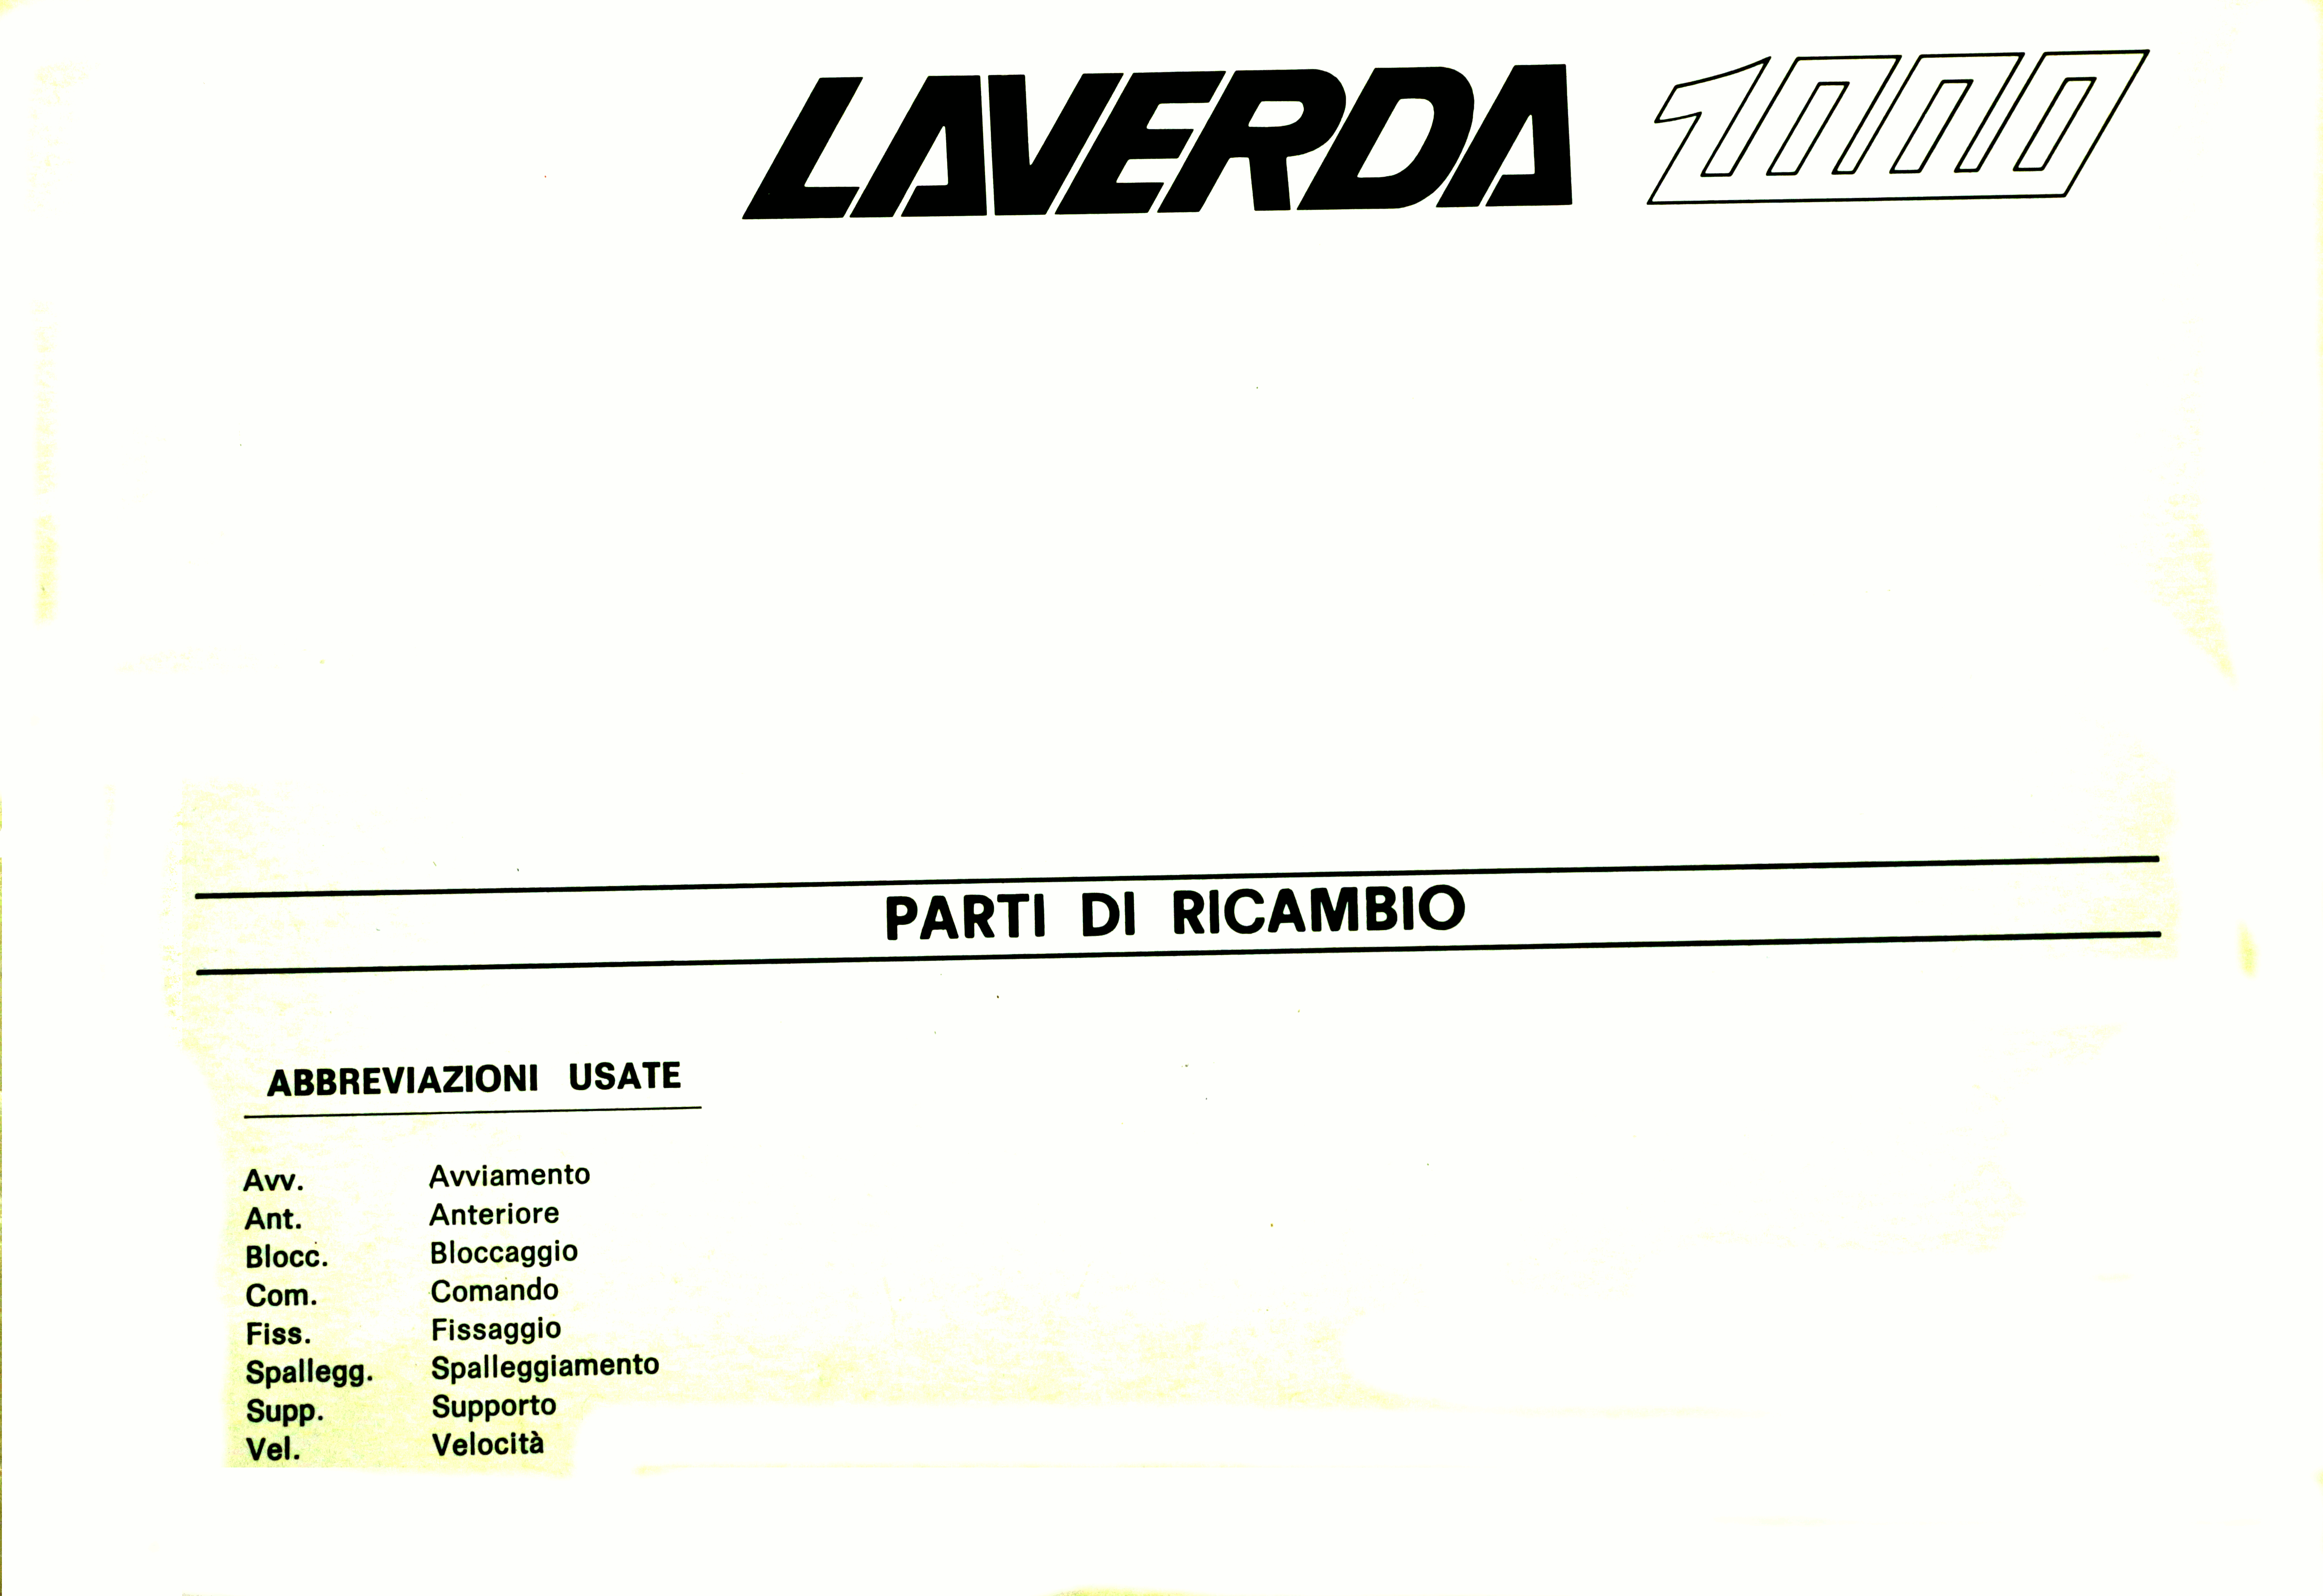 LAVERDA 1000
PARTI DI RICAMBIO
ABBREVIAZIONI USATE
Avv. Avviamento
Ant. Anteriore
Blocc. Bloccaggio
Com. Comando
Fiss. Fissaggio
Spallegg. Spalleggiamento
Supp. Supporto
Vel. Velocità